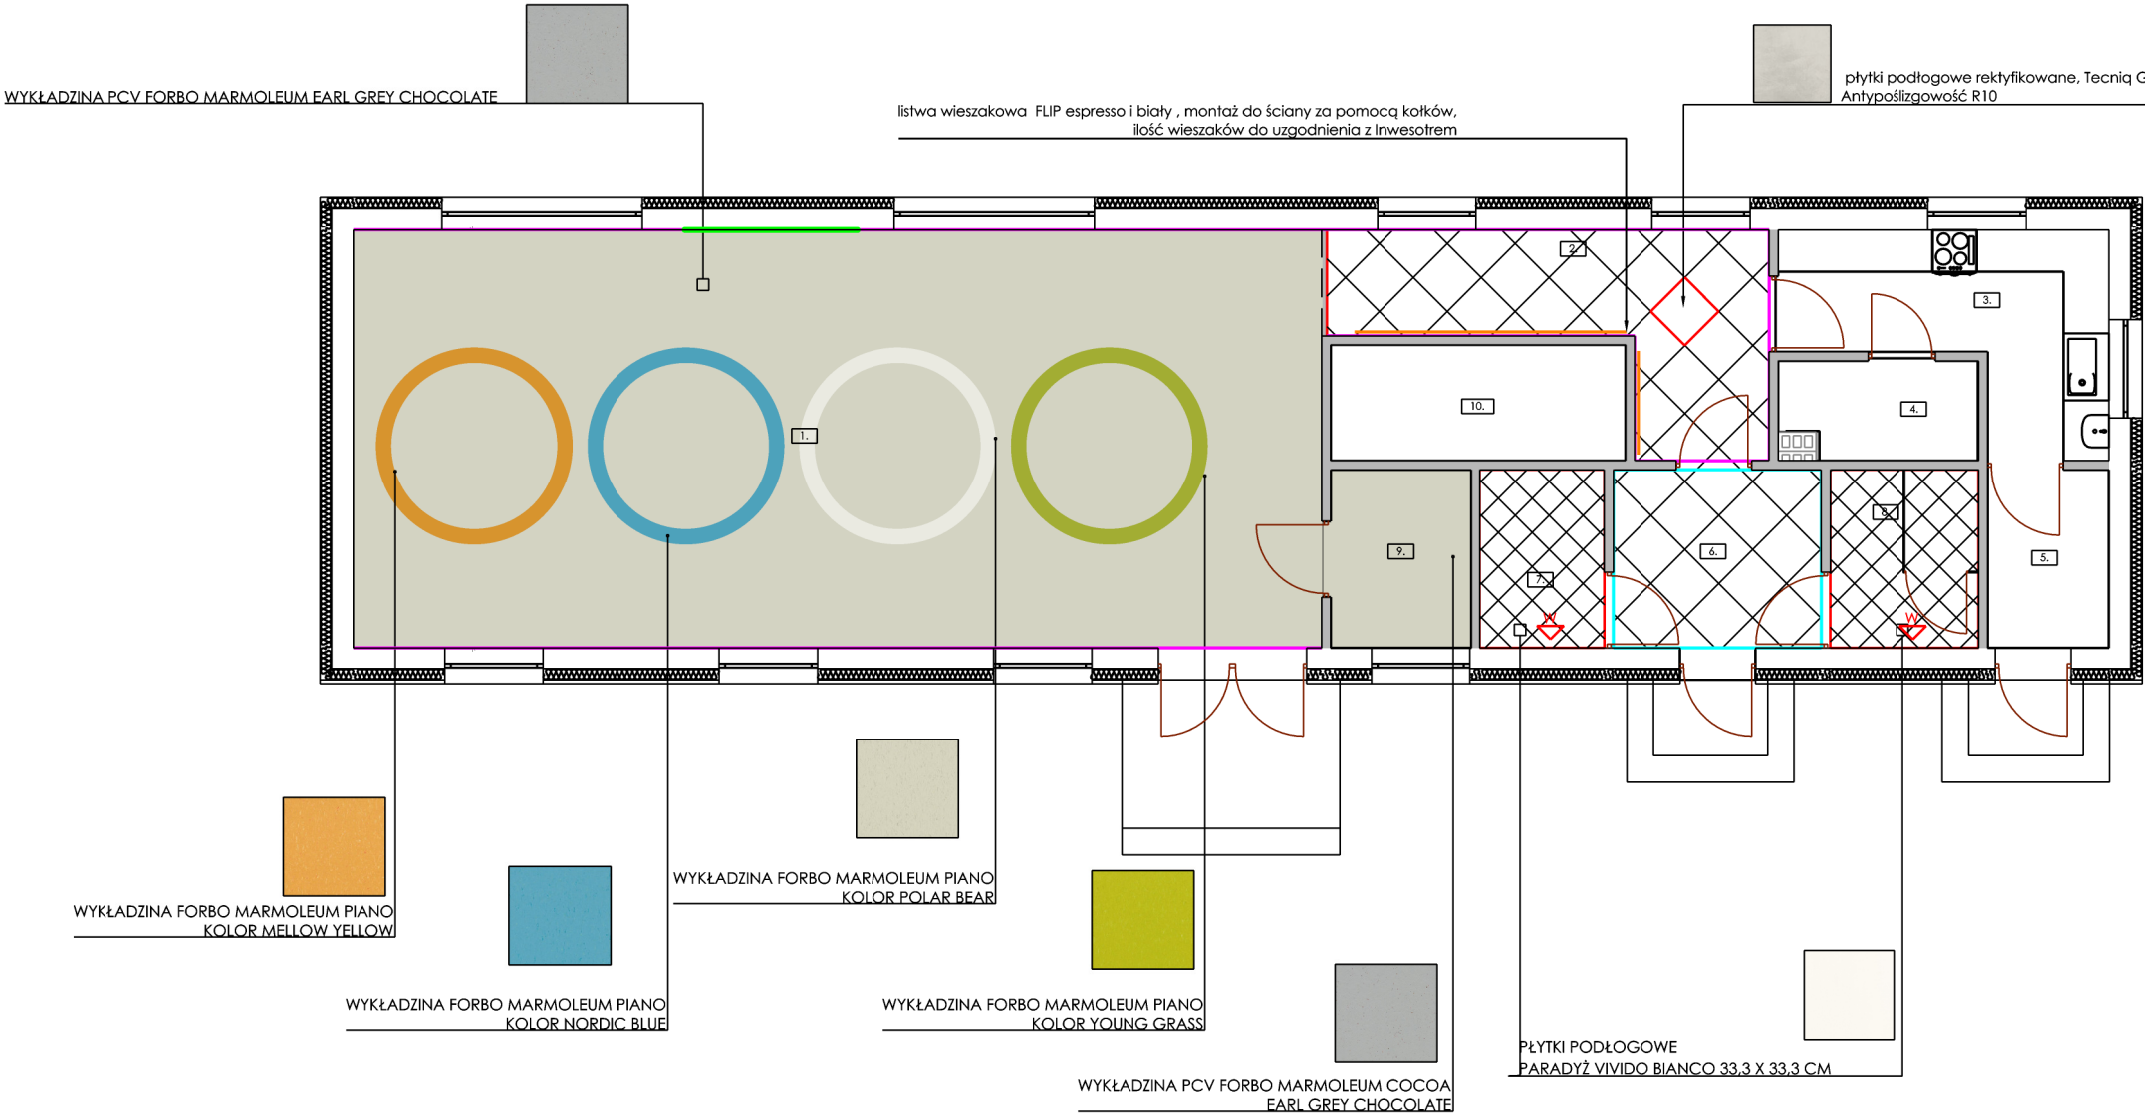 WYKŁADZINA PCV FORBO MARMOLEUM EARL GREY CHOCOLATE
listwa wieszakowa FLIP espresso i biały , montaż do ściany za pomocą kołków,
ilość wieszaków do uzgodnienia z Inwesotrem
płytki podłogowe rektyfikowane, Tecniq G
Antypoślizgowość R10
2.
3.
10.
4.
1.
9.
7.
6.
8.
5.
W
W
WYKŁADZINA FORBO MARMOLEUM PIANO
KOLOR MELLOW YELLOW
WYKŁADZINA FORBO MARMOLEUM PIANO
KOLOR NORDIC BLUE
WYKŁADZINA FORBO MARMOLEUM PIANO
KOLOR POLAR BEAR
WYKŁADZINA FORBO MARMOLEUM PIANO
KOLOR YOUNG GRASS
WYKŁADZINA PCV FORBO MARMOLEUM COCOA
EARL GREY CHOCOLATE
PŁYTKI PODŁOGOWE
PARADYŻ VIVIDO BIANCO 33,3 X 33,3 CM